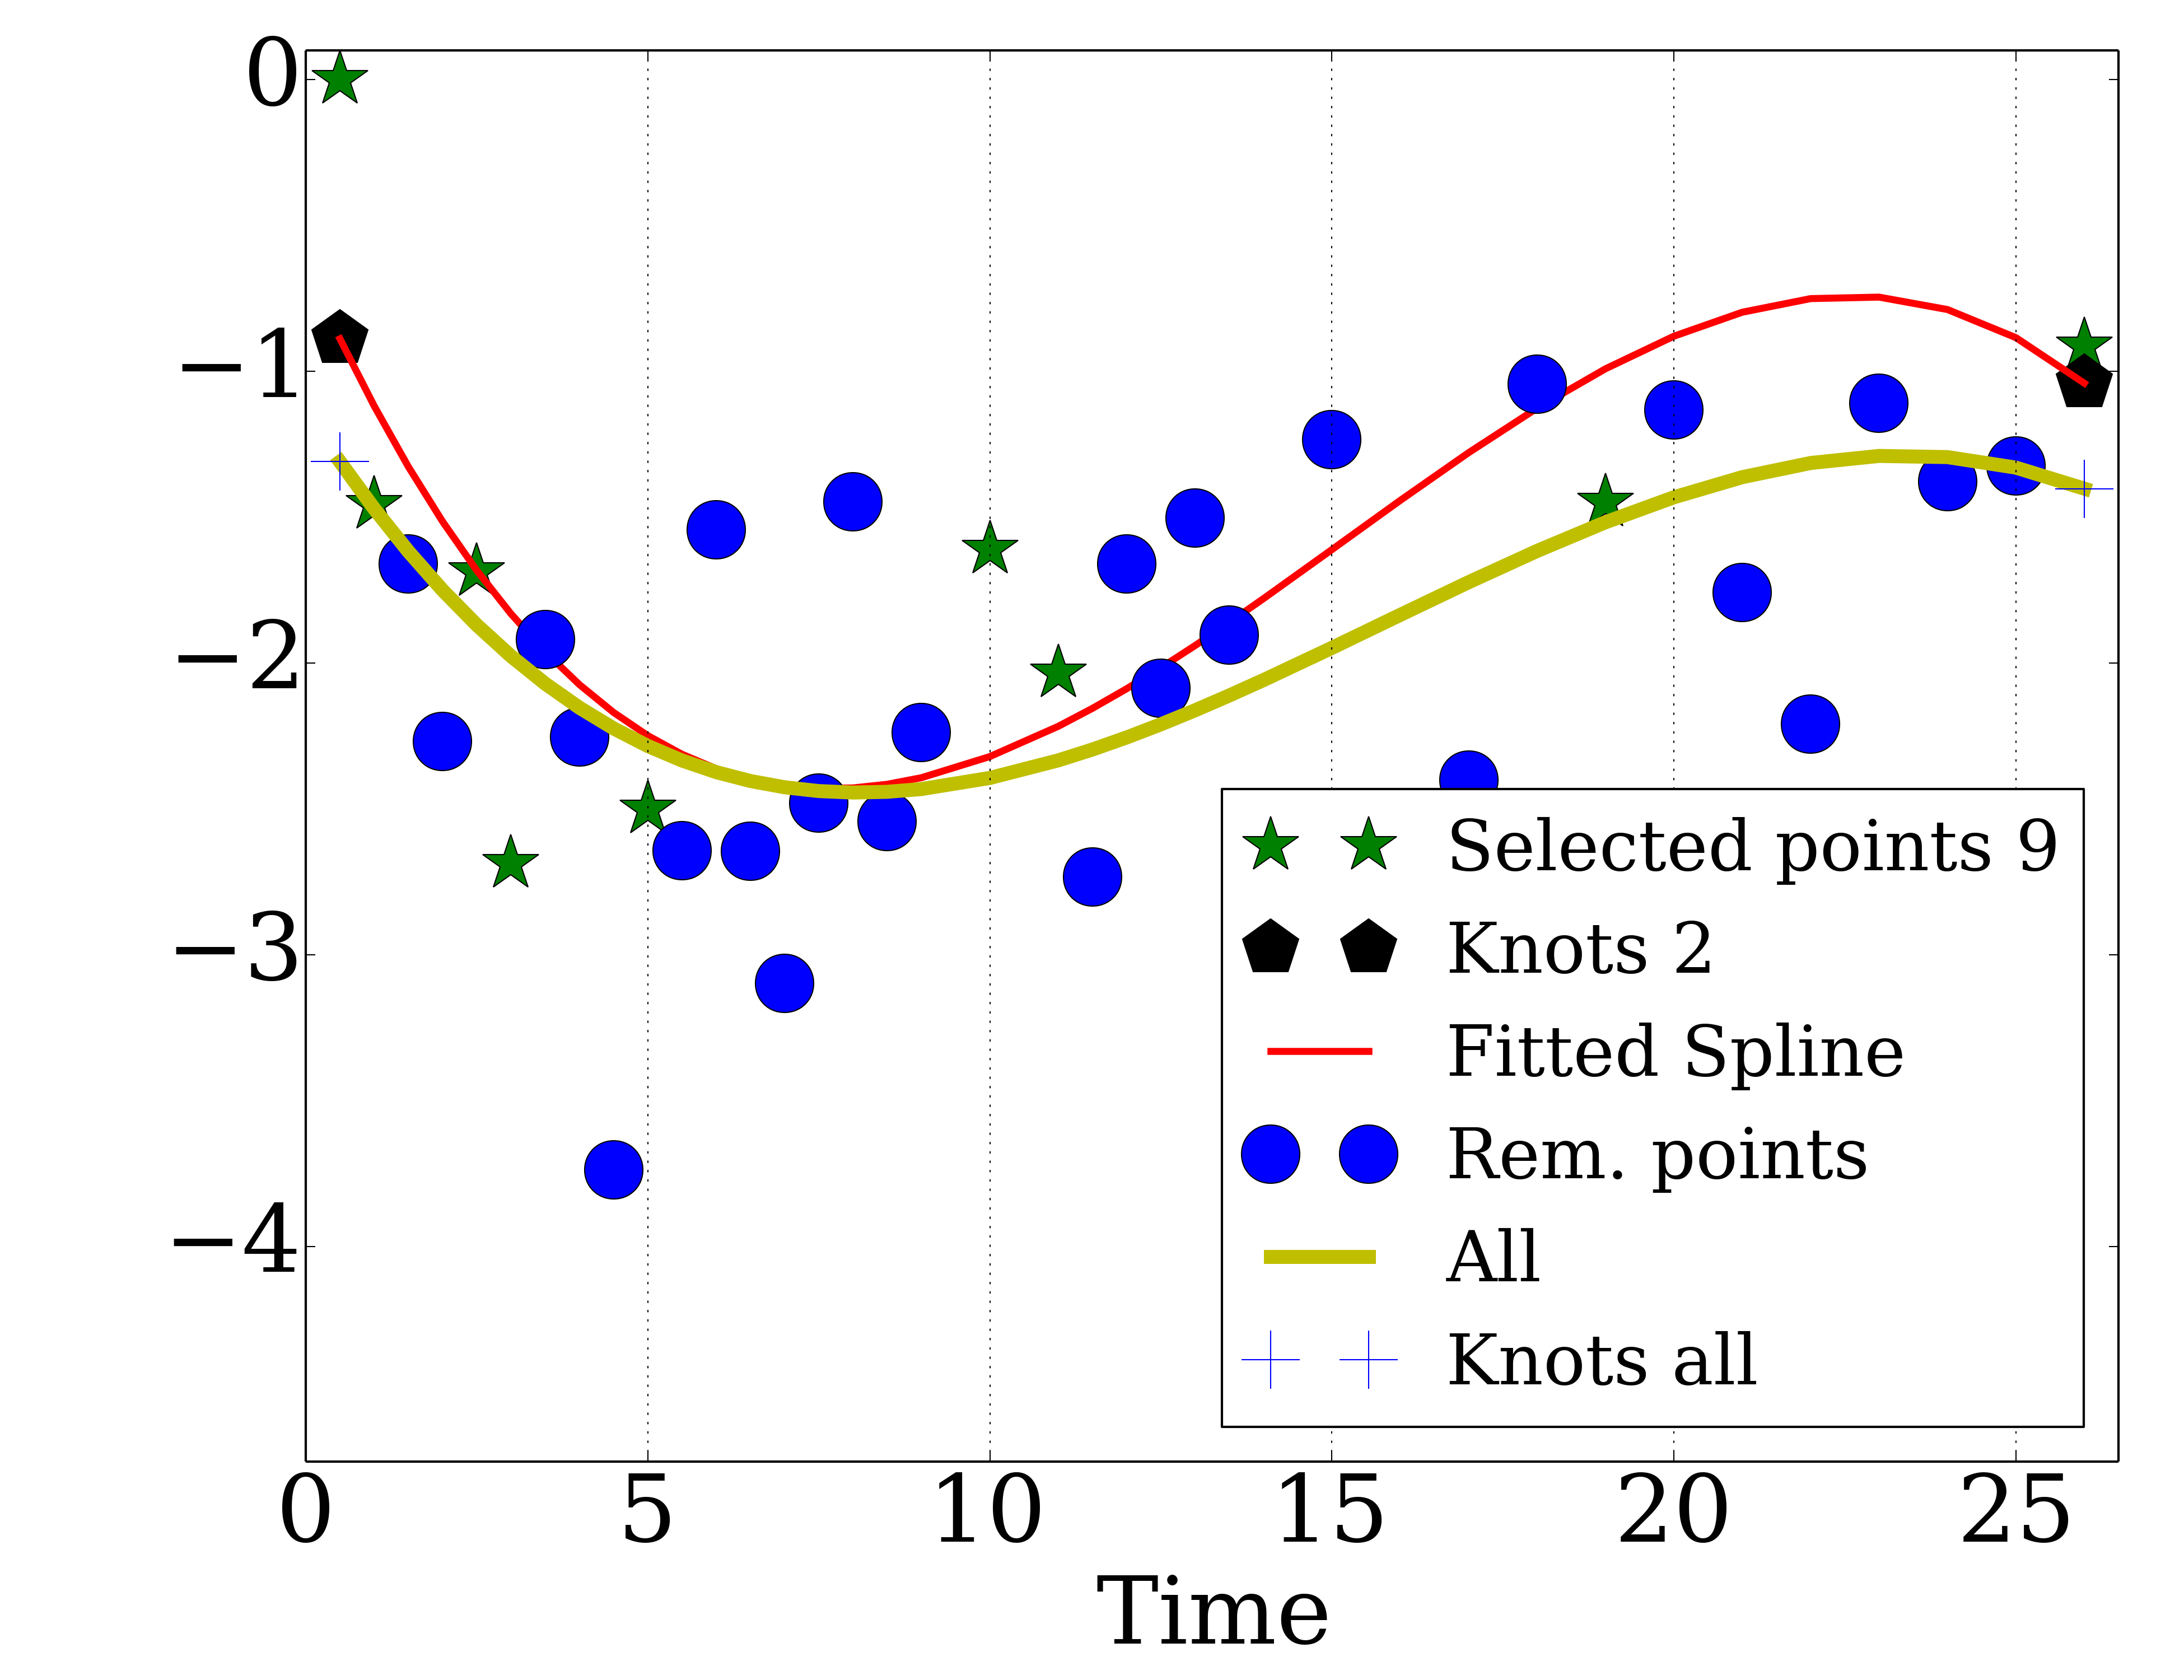 0
−1
−2
−3
−4
Selected points 9
Knots 2
Fitted Spline
Rem. points
All
Knots all
0 5 10 15 20 25
Time